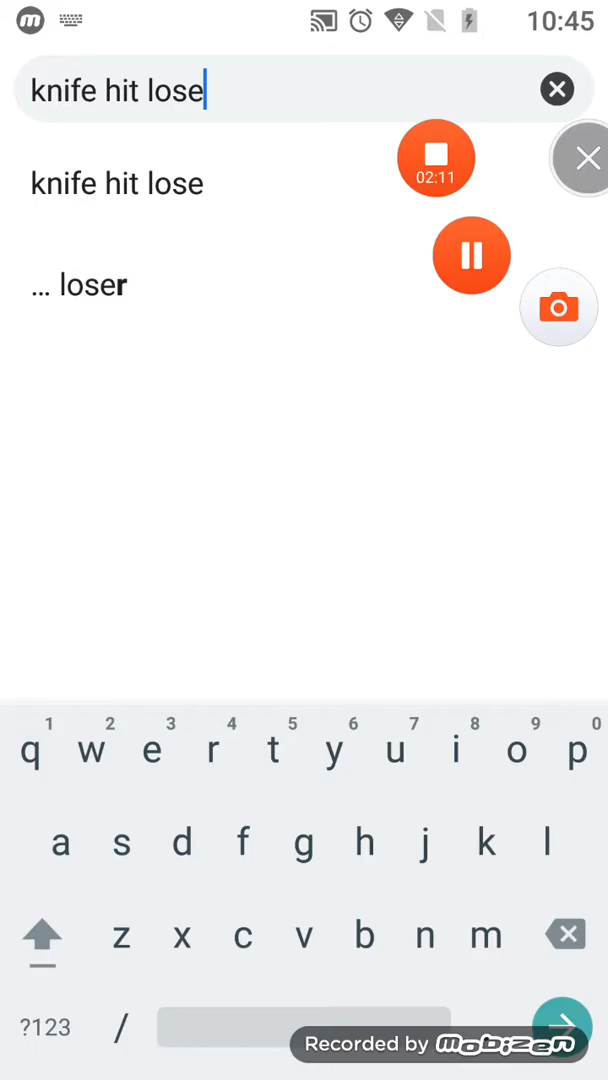 m 10:45
knife hit lose
02:11
knife hit lose
... loser
1 2 3 4 5 6 7 8 9 0
q w e r t y u i o p
a s d f g h j k l
z x c v b n m
?123 /
Recorded by mobizen